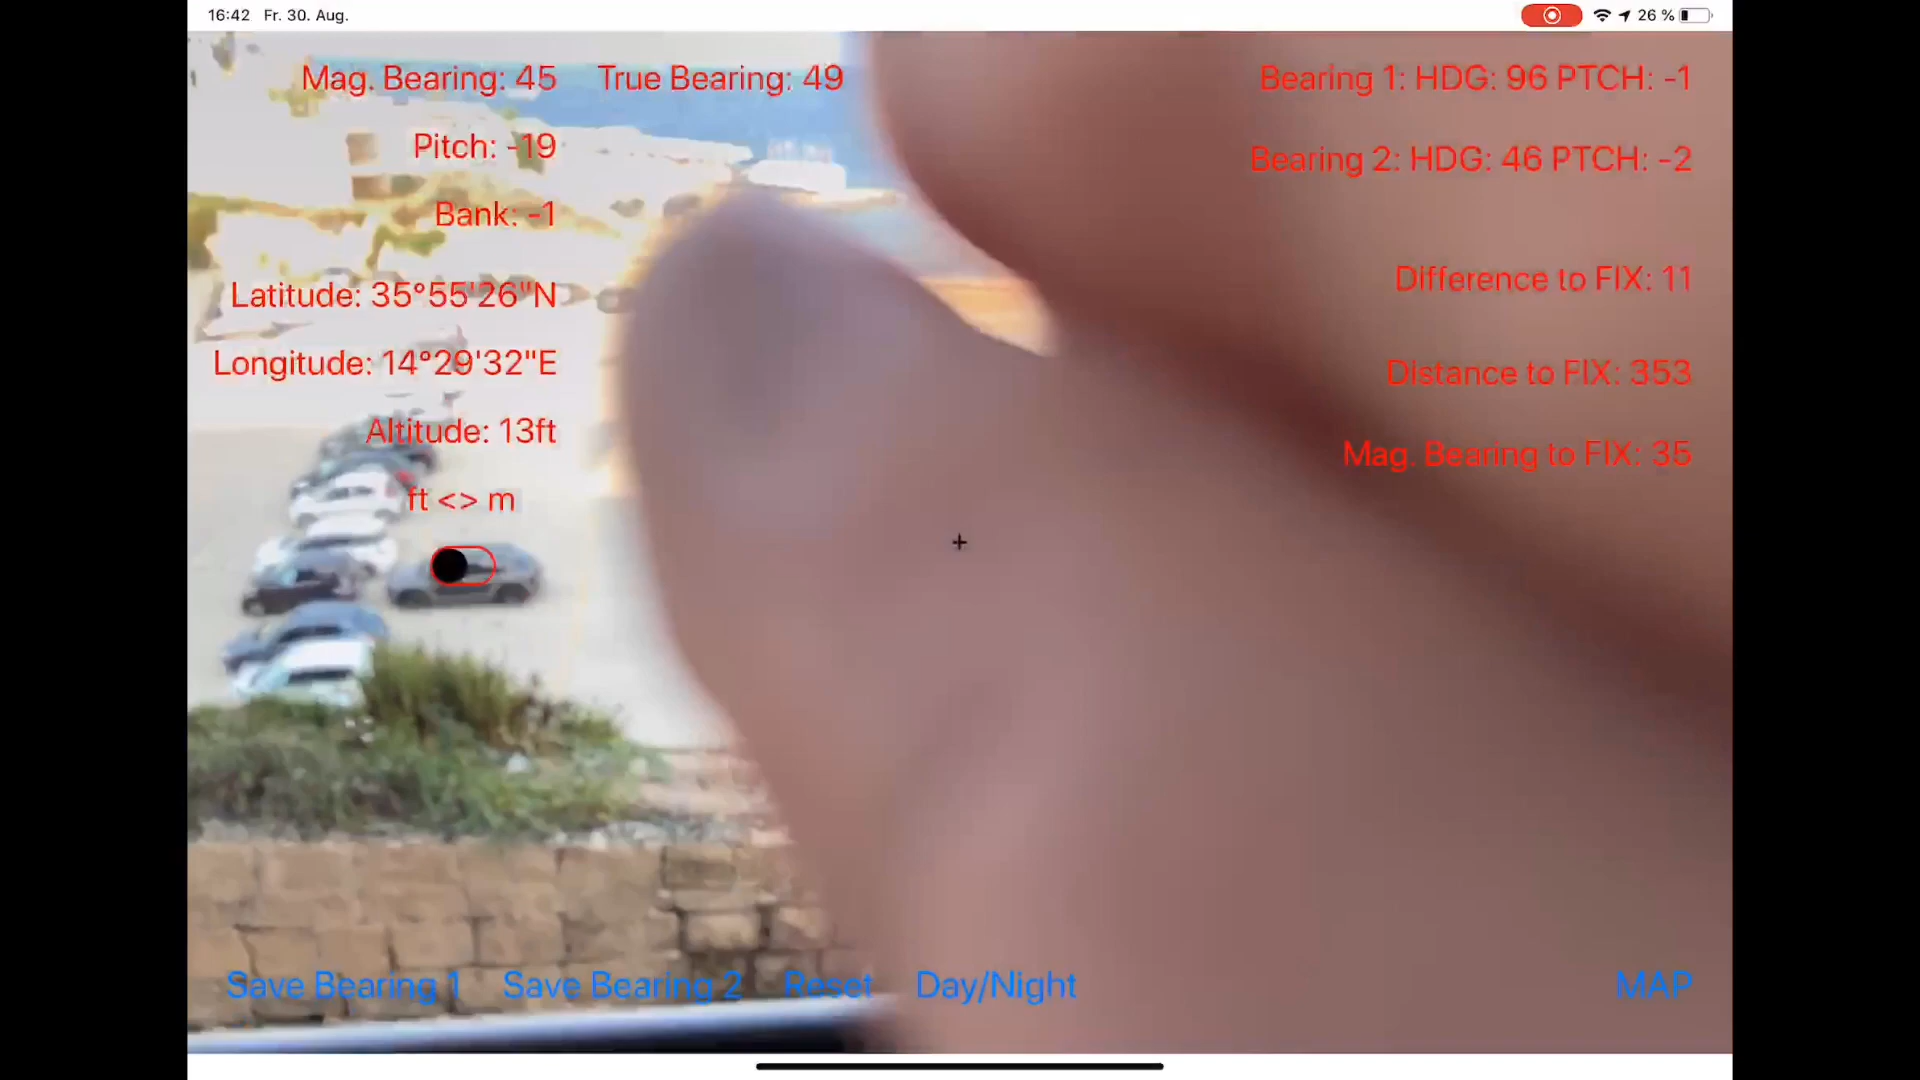 16:42 Fr. 30. Aug.
26 %
Mag. Bearing: 45 True Bearing: 49
Pitch: -19
Bank: -1
Latitude: 35°55'26"N
Longitude: 14°29'32"E
Altitude: 13ft
ft <> m
Bearing 1: HDG: 96 PTCH: -1
Bearing 2: HDG: 46 PTCH: -2
Difference to FIX: 11
Distance to FIX: 353
Mag. Bearing to FIX: 35
Save Bearing 1 Save Bearing 2 Reset Day/Night MAP